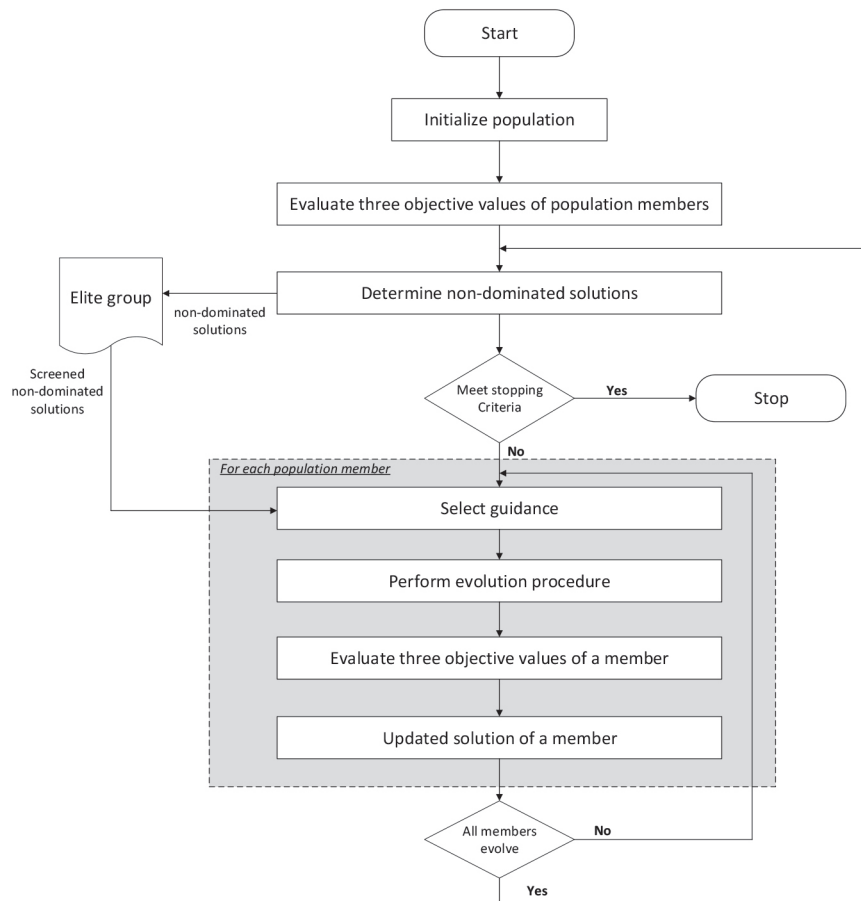 Start
Initialize population
Evaluate three objective values of population members
Elite group
non-dominated
solutions
Determine non-dominated solutions
Screened
non-dominated
solutions
Meet stopping
Criteria
Yes
Stop
No
For each population member
Select guidance
Perform evolution procedure
Evaluate three objective values of a member
Updated solution of a member
All members
evolve
No
Yes